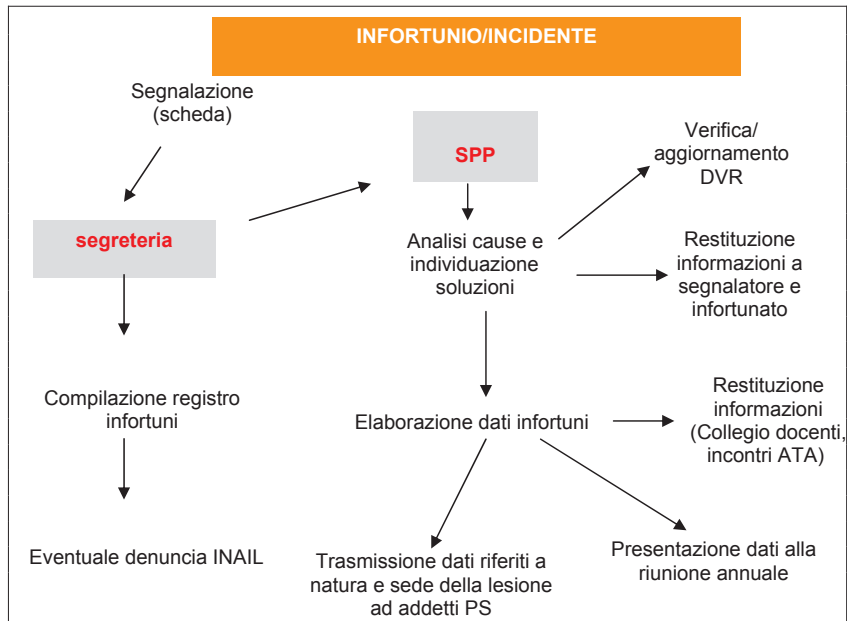 INFORTUNIO/INCIDENTE
Segnalazione
(scheda)
SPP
Verifica/
aggiornamento
DVR
segreteria
Analisi cause e
individuazione
soluzioni
Restituzione
informazioni a
segnalatore e
infortunato
Compilazione registro
infortuni
Elaborazione dati infortuni
Restituzione
informazioni
(Collegio docenti,
incontri ATA)
Eventuale denuncia INAIL
Trasmissione dati riferiti a
natura e sede della lesione
ad addetti PS
Presentazione dati alla
riunione annuale